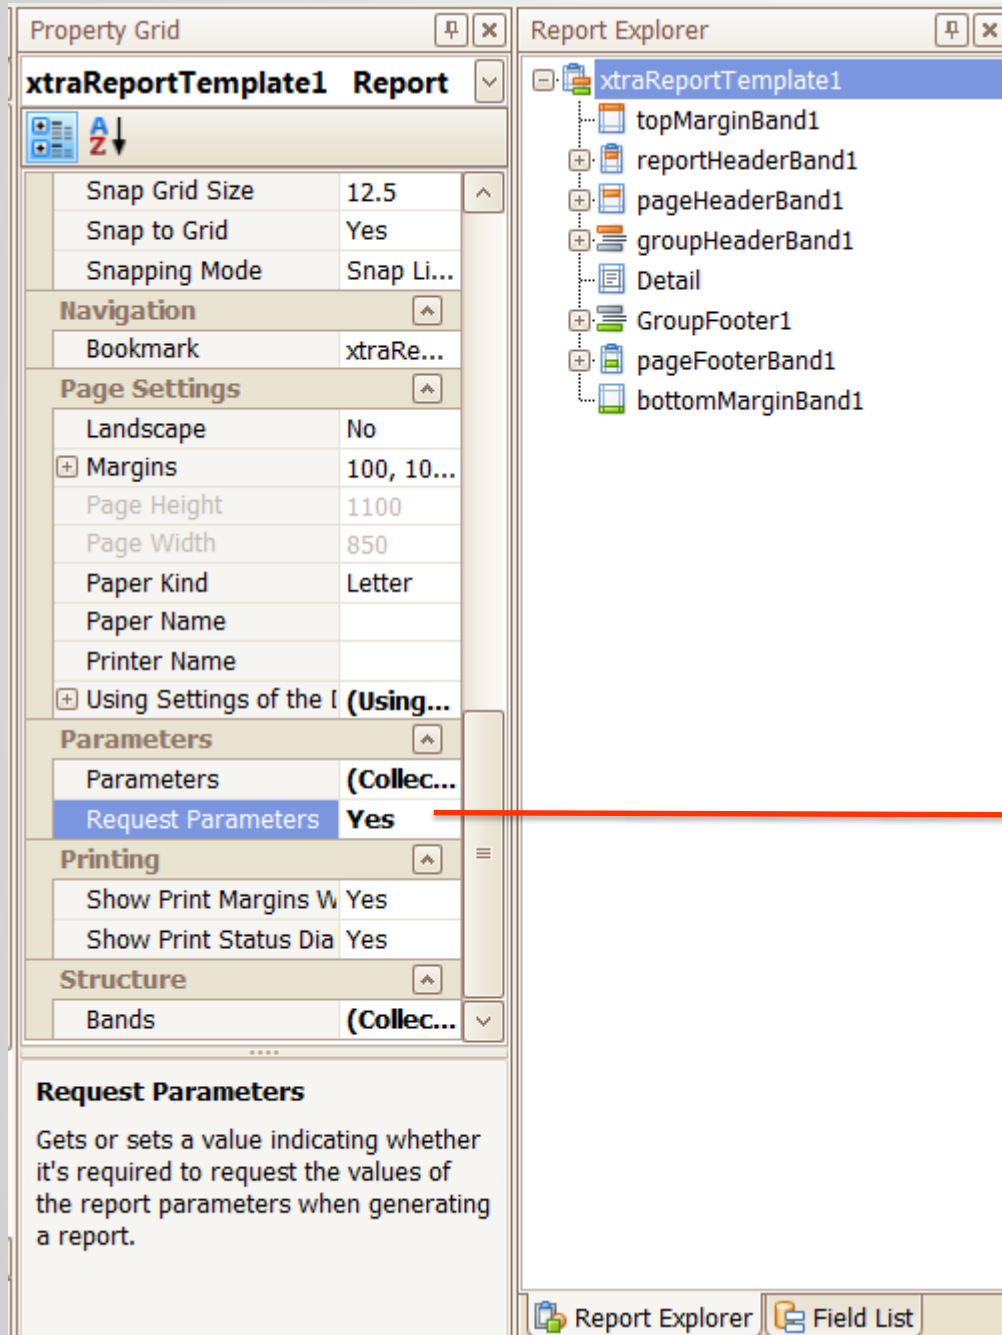 Property Grid
xtraReportTemplate1 Report
A
Z
Snap Grid Size 12.5
Snap to Grid Yes
Snapping Mode Snap Li...
Navigation
Bookmark xtraRe...
Page Settings
Landscape No
Margins 100, 10...
Page Height 1100
Page Width 850
Paper Kind Letter
Paper Name
Printer Name
Using Settings of the (Using...
Parameters
Parameters (Collec...
Request Parameters Yes
Printing
Show Print Margins W Yes
Show Print Status Dia Yes
Structure
Bands (Collec...
Request Parameters
Gets or sets a value indicating whether
it's required to request the values of
the report parameters when generating
a report.
Report Explorer
xtraReportTemplate1
topMarginBand1
reportHeaderBand1
pageHeaderBand1
groupHeaderBand1
Detail
GroupFooter1
pageFooterBand1
bottomMarginBand1
Report Explorer Field List